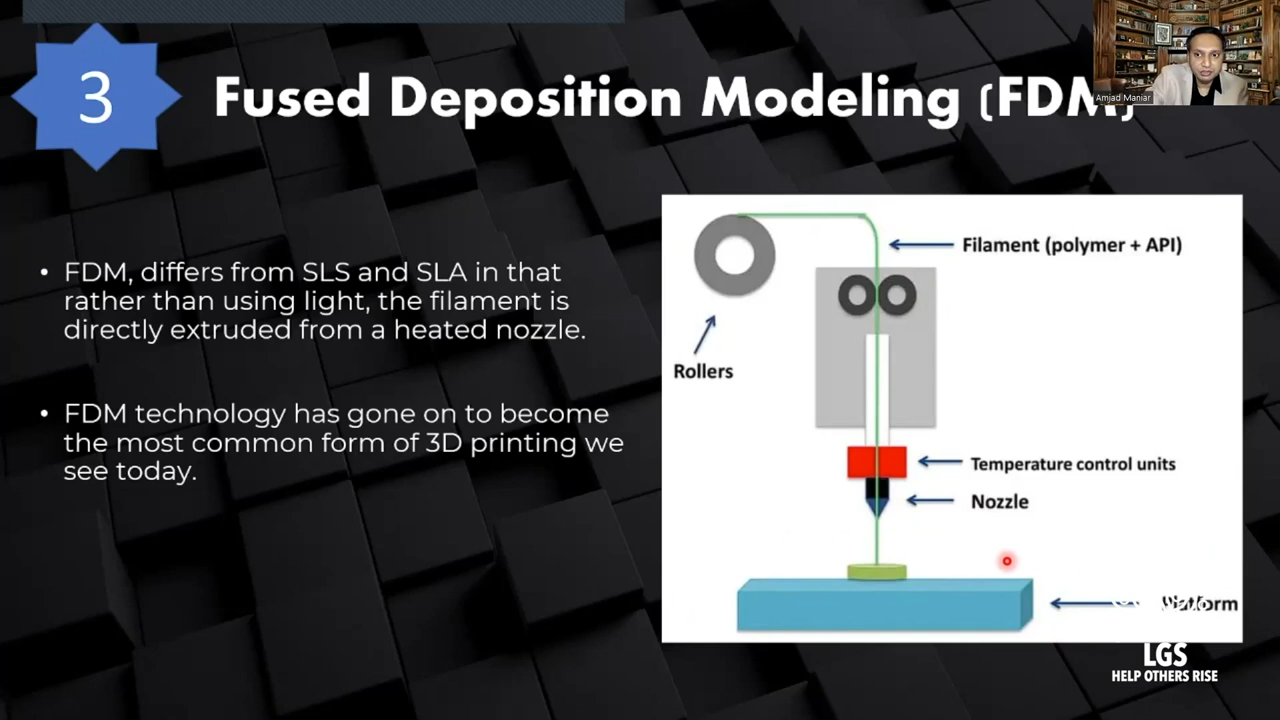 3
Fused Deposition Modeling (FDM)
Amjad Maniar
• FDM, differs from SLS and SLA in that
rather than using light, the filament is
directly extruded from a heated nozzle.
• FDM technology has gone on to become
the most common form of 3D printing we
see today.
Filament (polymer + API)
Rollers
Temperature control units
Nozzle
LGS
HELP OTHERS RISE